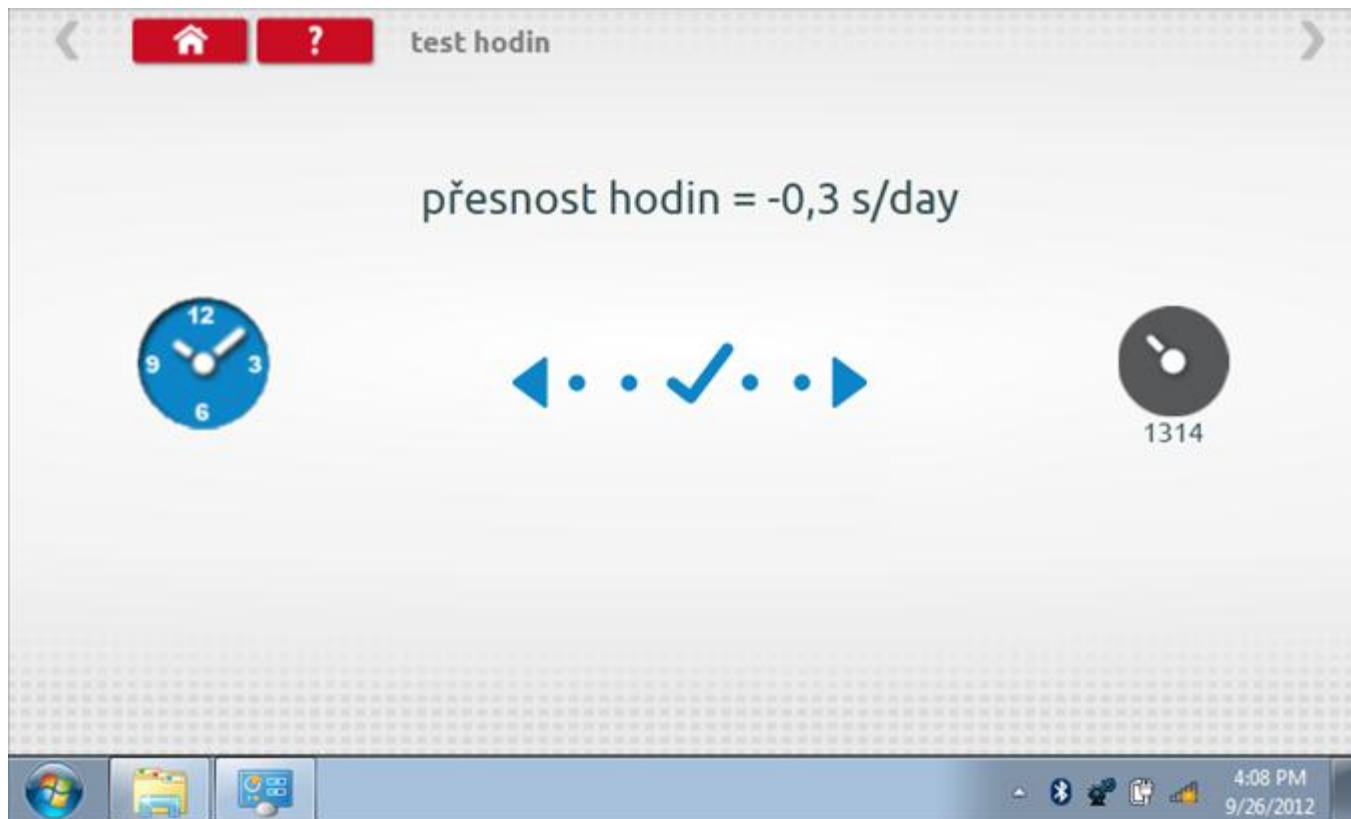 ? test hodin
přesnost hodin = -0,3 s/day
12
9 3
6
1314
4:08 PM
9/26/2012